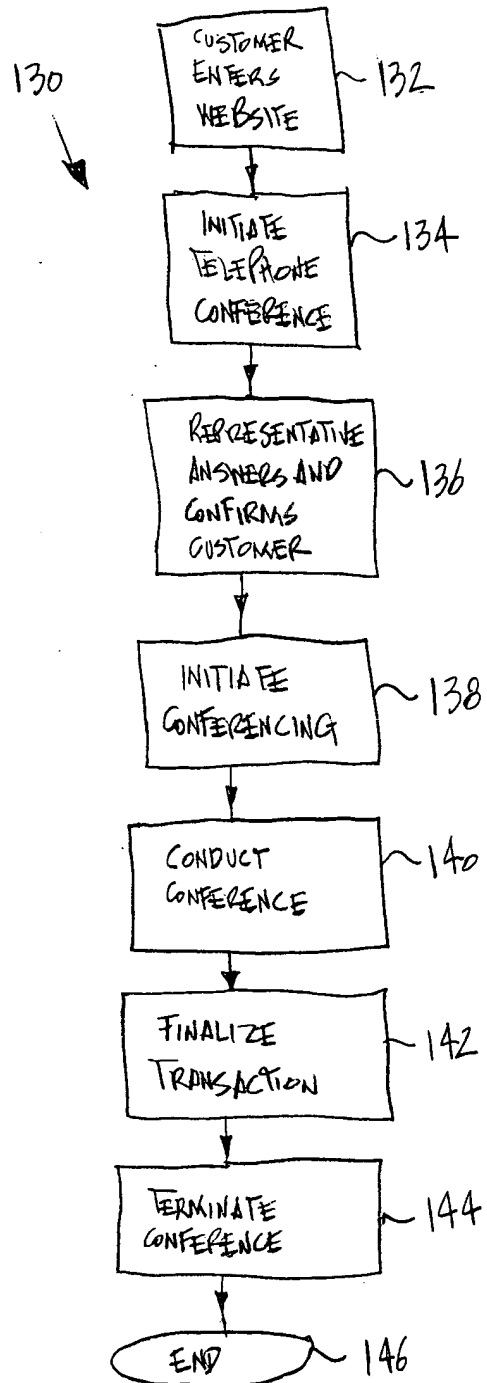 130
CUSTOMER
ENTERS
WEBSITE
132
INITIATE
TELEPHONE
CONFERENCE
134
REPRESENTATIVE
ANSWERS AND
CONFIRMS
CUSTOMER
136
INITIATE
CONFERENCING
138
CONDUCT
CONFERENCE
140
FINALIZE
TRANSACTION
142
TERMINATE
CONFERENCE
144
END
146